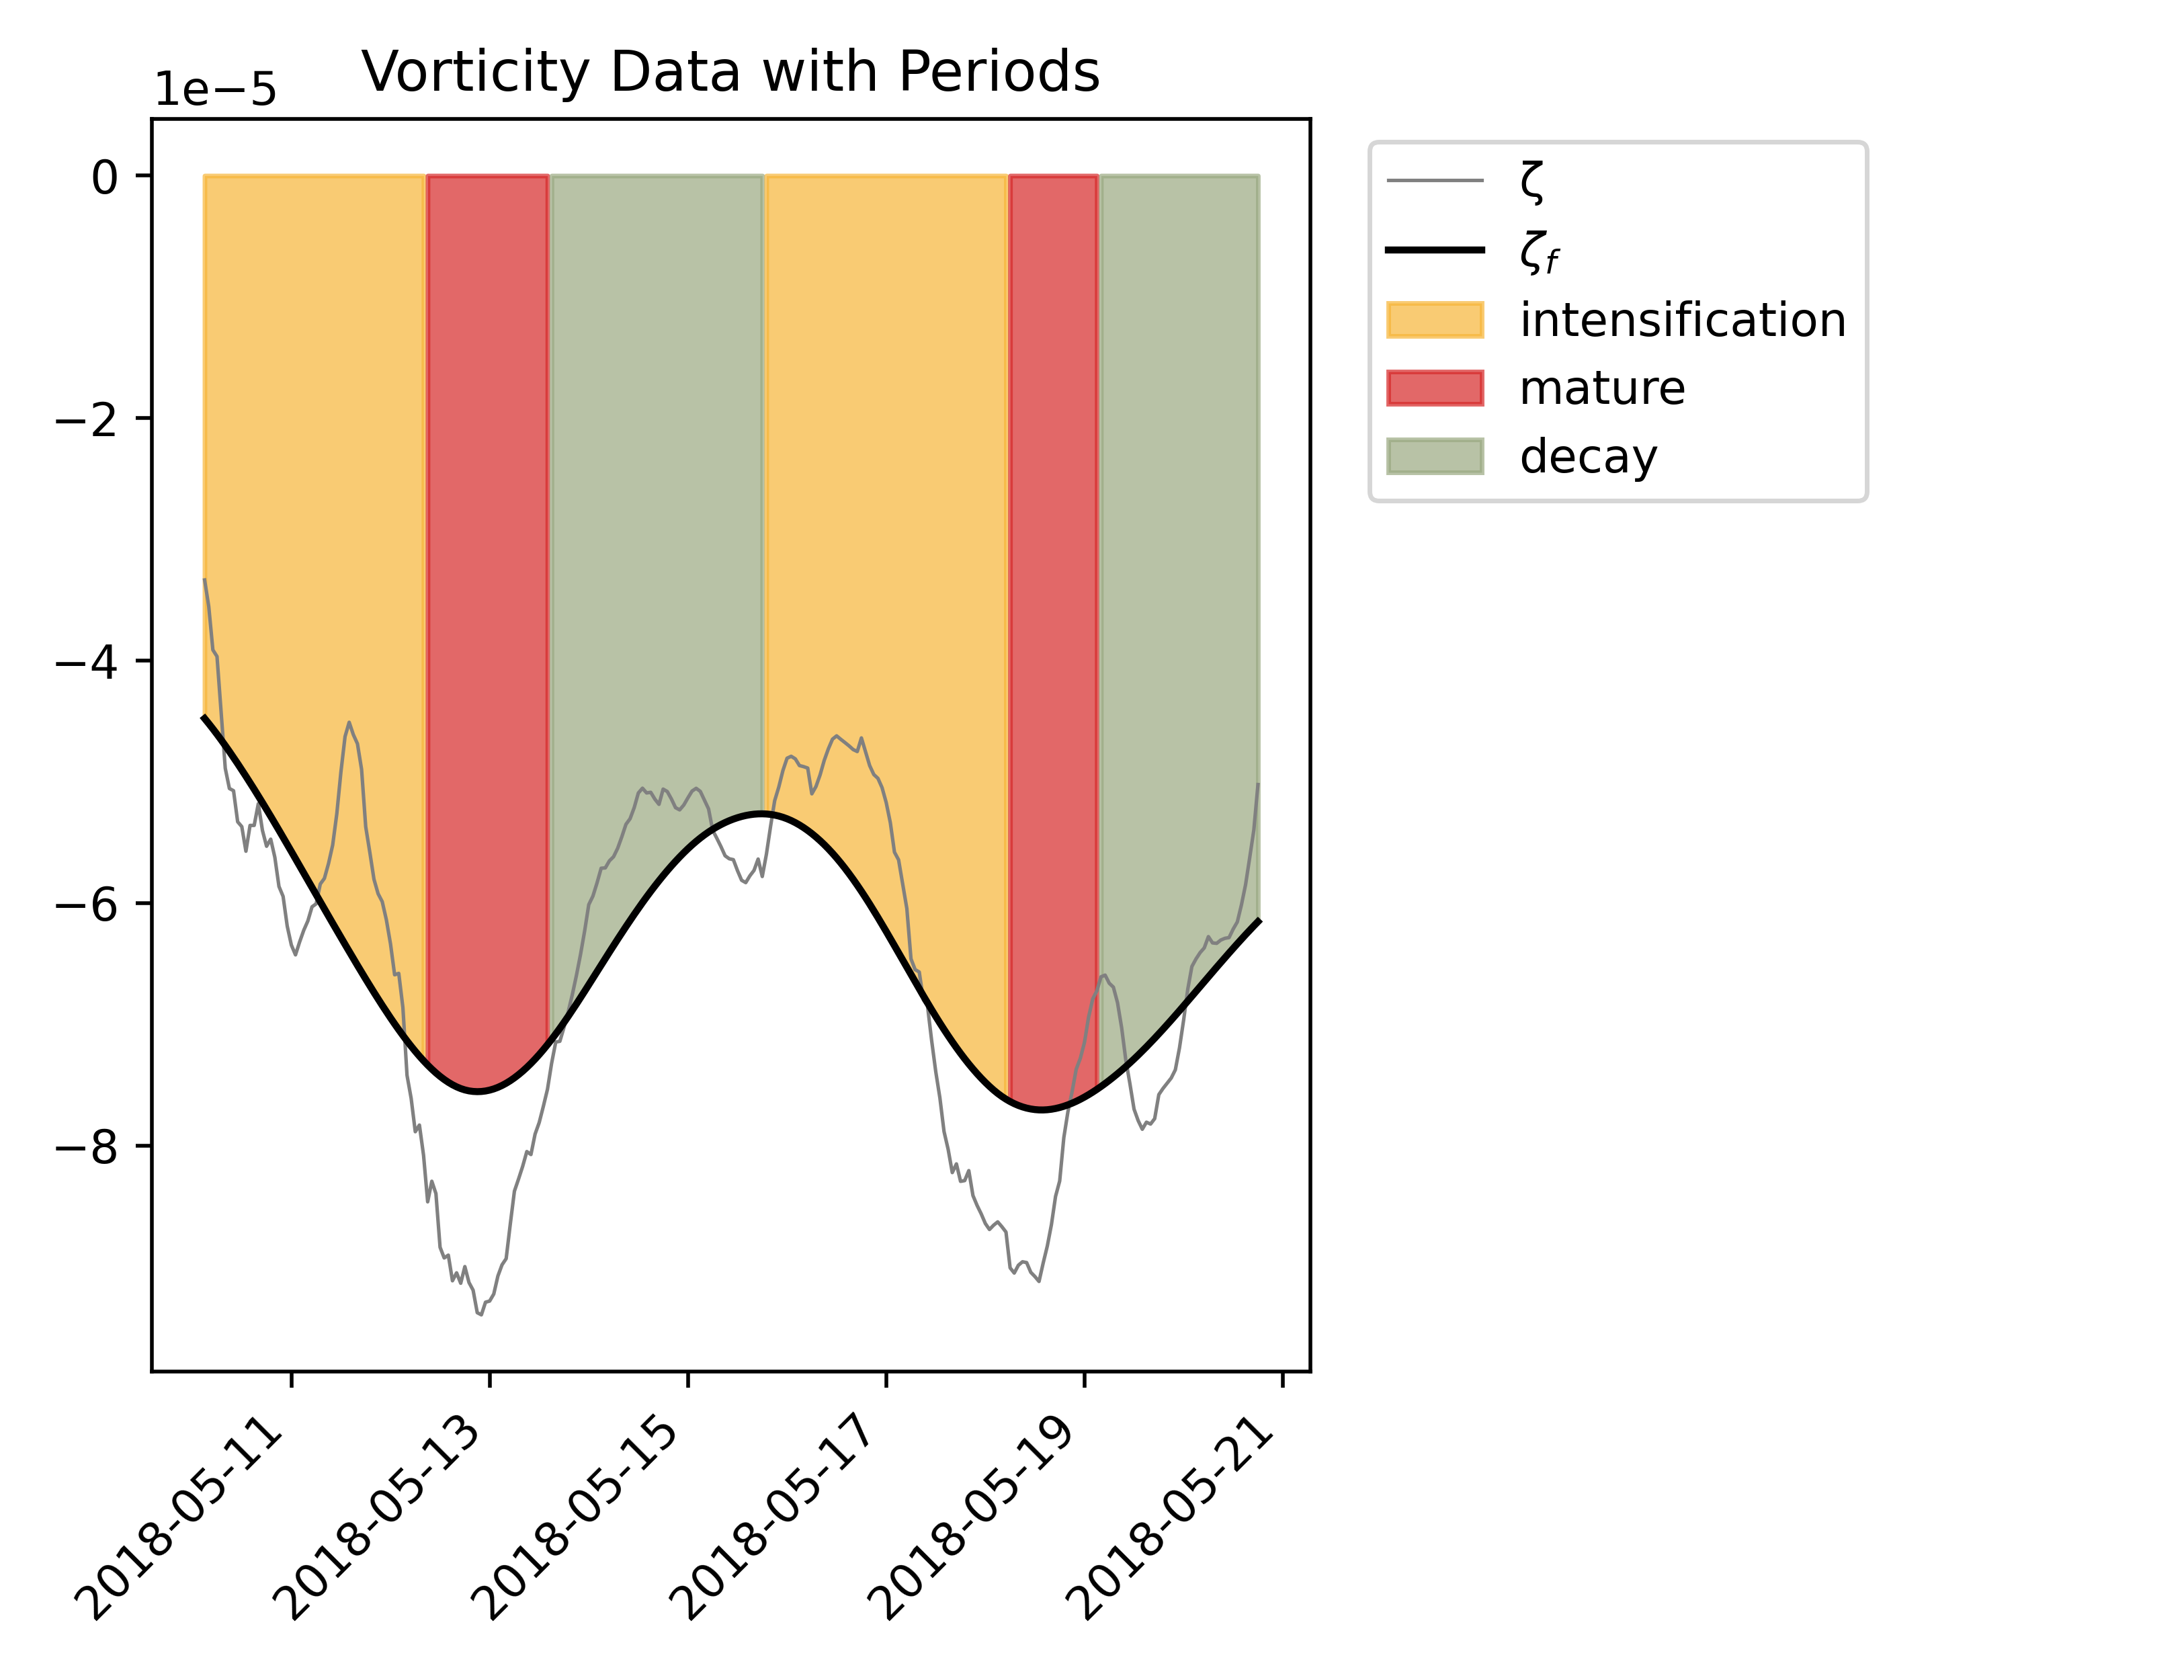 Vorticity Data with Periods
1e−5
0
−2
−4
−6
−8
2018-05-11
2018-05-13
2018-05-15
2018-05-17
2018-05-19
2018-05-21
ζ
ζf
intensification
mature
decay